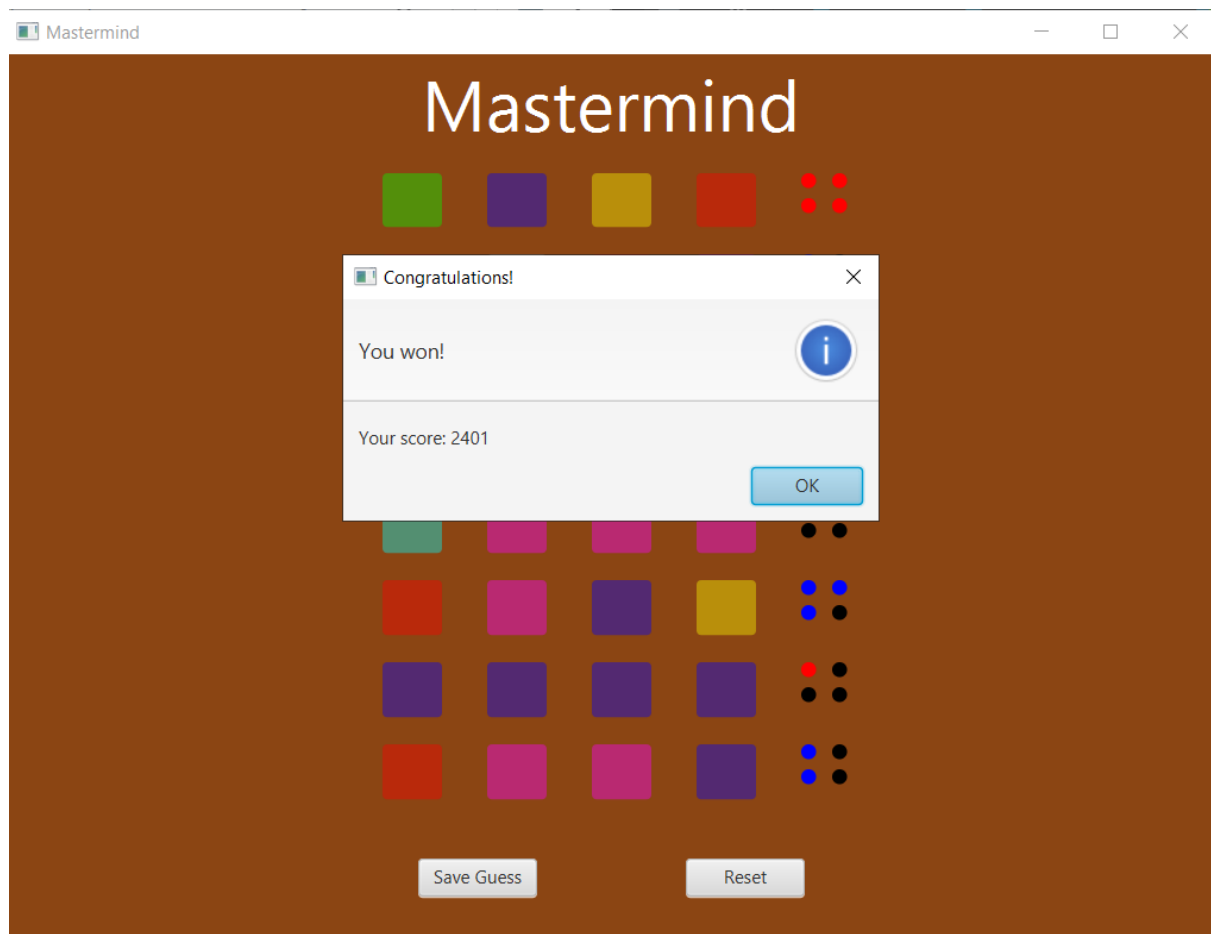 Mastermind
Mastermind
Congratulations!
You won!
Your score: 2401
OK
Save Guess
Reset